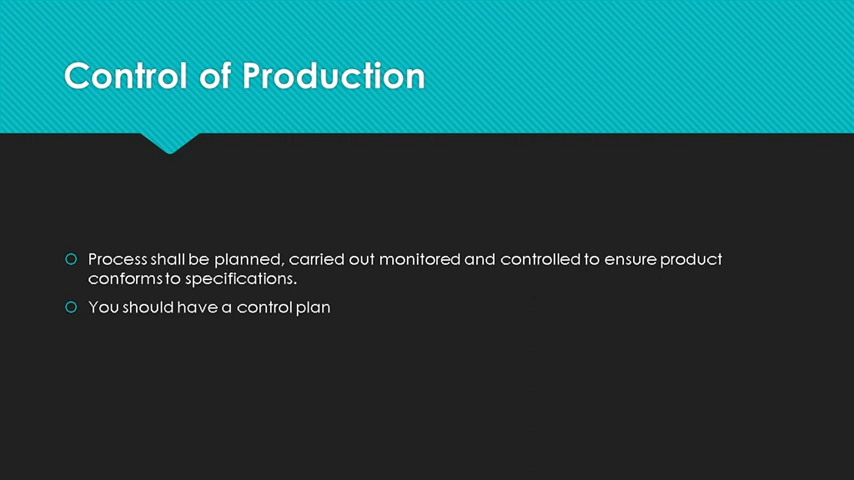 Control of Production
Process shall be planned, carried out monitored and controlled to ensure product
conforms to specifications.
You should have a control plan